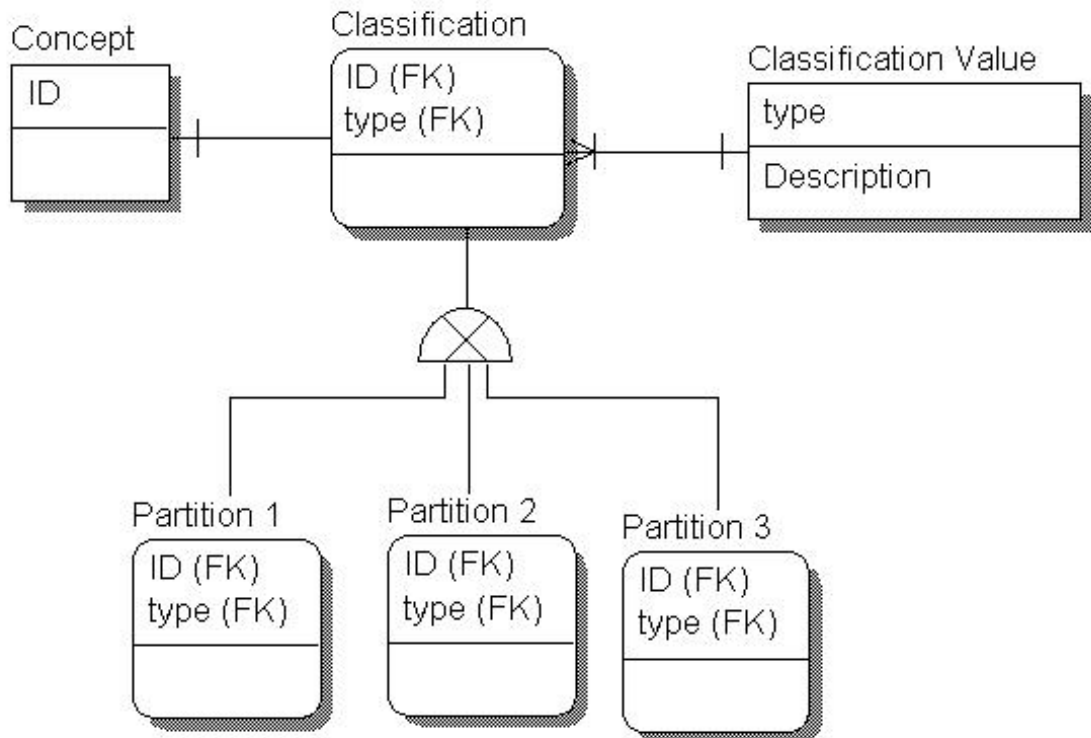 Concept
ID
Classification
ID (FK)
type (FK)
Classification Value
type
Description
Partition 1
ID (FK)
type (FK)
Partition 2
ID (FK)
type (FK)
Partition 3
ID (FK)
type (FK)